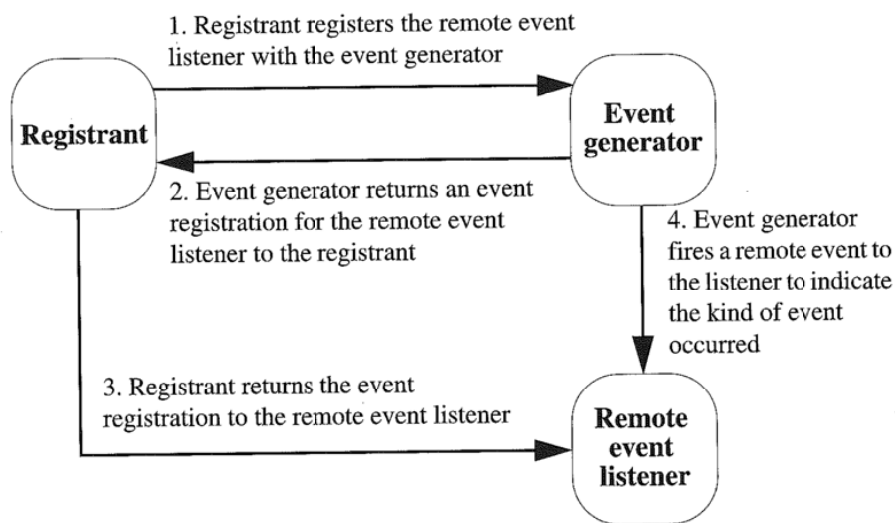 1. Registrant registers the remote event
listener with the event generator
Registrant
Event
generator
2. Event generator returns an event
registration for the remote event
listener to the registrant
4. Event generator
fires a remote event to
the listener to indicate
the kind of event
occurred
3. Registrant returns the event
registration to the remote event listener
Remote
event
listener